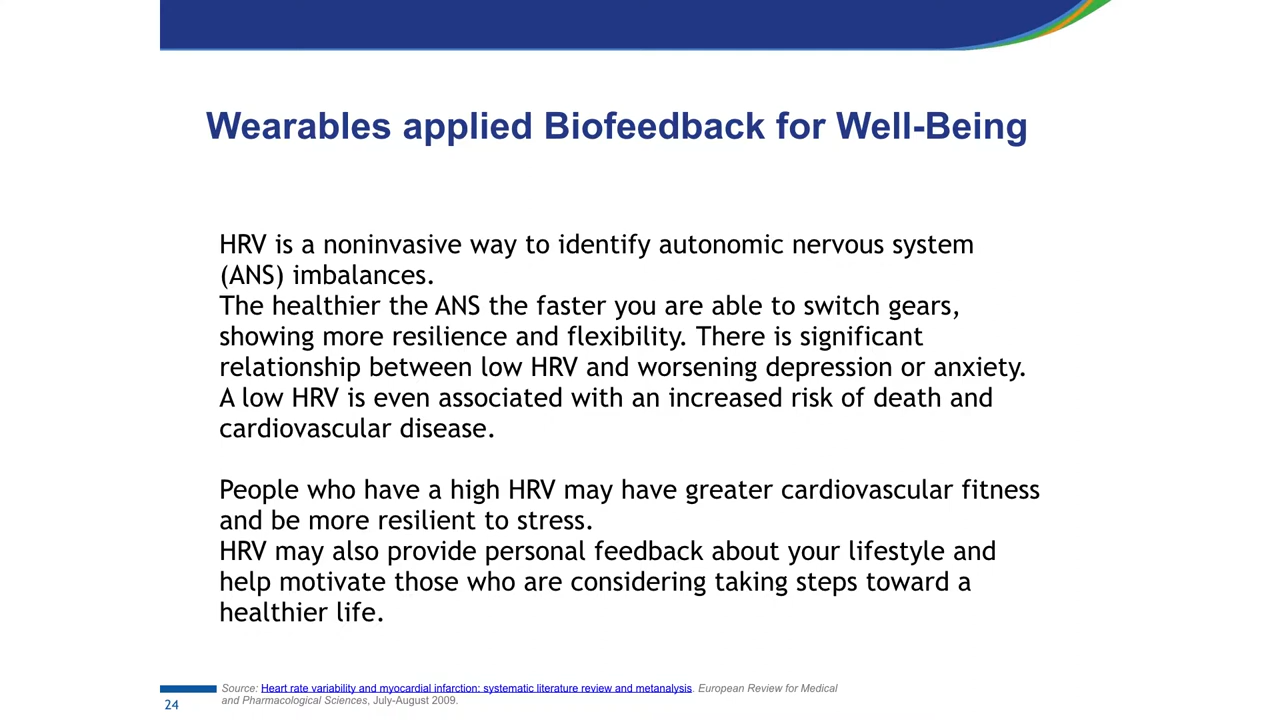 Wearables applied Biofeedback for Well-Being
HRV is a noninvasive way to identify autonomic nervous system
(ANS) imbalances.
The healthier the ANS the faster you are able to switch gears,
showing more resilience and flexibility. There is significant
relationship between low HRV and worsening depression or anxiety.
A low HRV is even associated with an increased risk of death and
cardiovascular disease.
People who have a high HRV may have greater cardiovascular fitness
and be more resilient to stress.
HRV may also provide personal feedback about your lifestyle and
help motivate those who are considering taking steps toward a
healthier life.
Source: Heart rate variability and myocardial infarction: systematic literature review and metanalysis. European Review for Medical
and Pharmacological Sciences, July-August 2009.
24